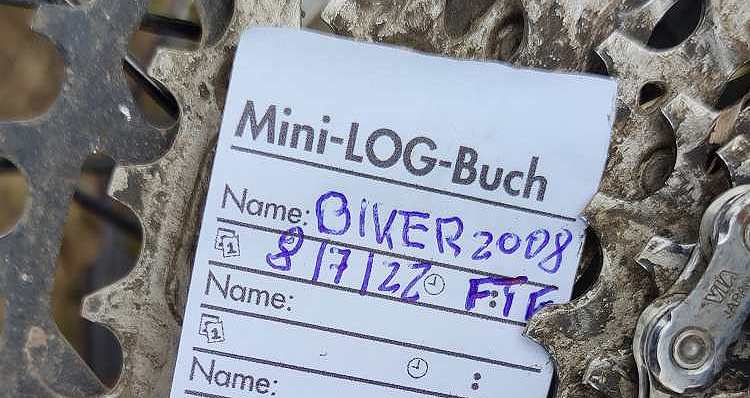 Mini-LOG-Buch
Name: BiKER2008
8/7/22 FTF
Name:
:
Name: